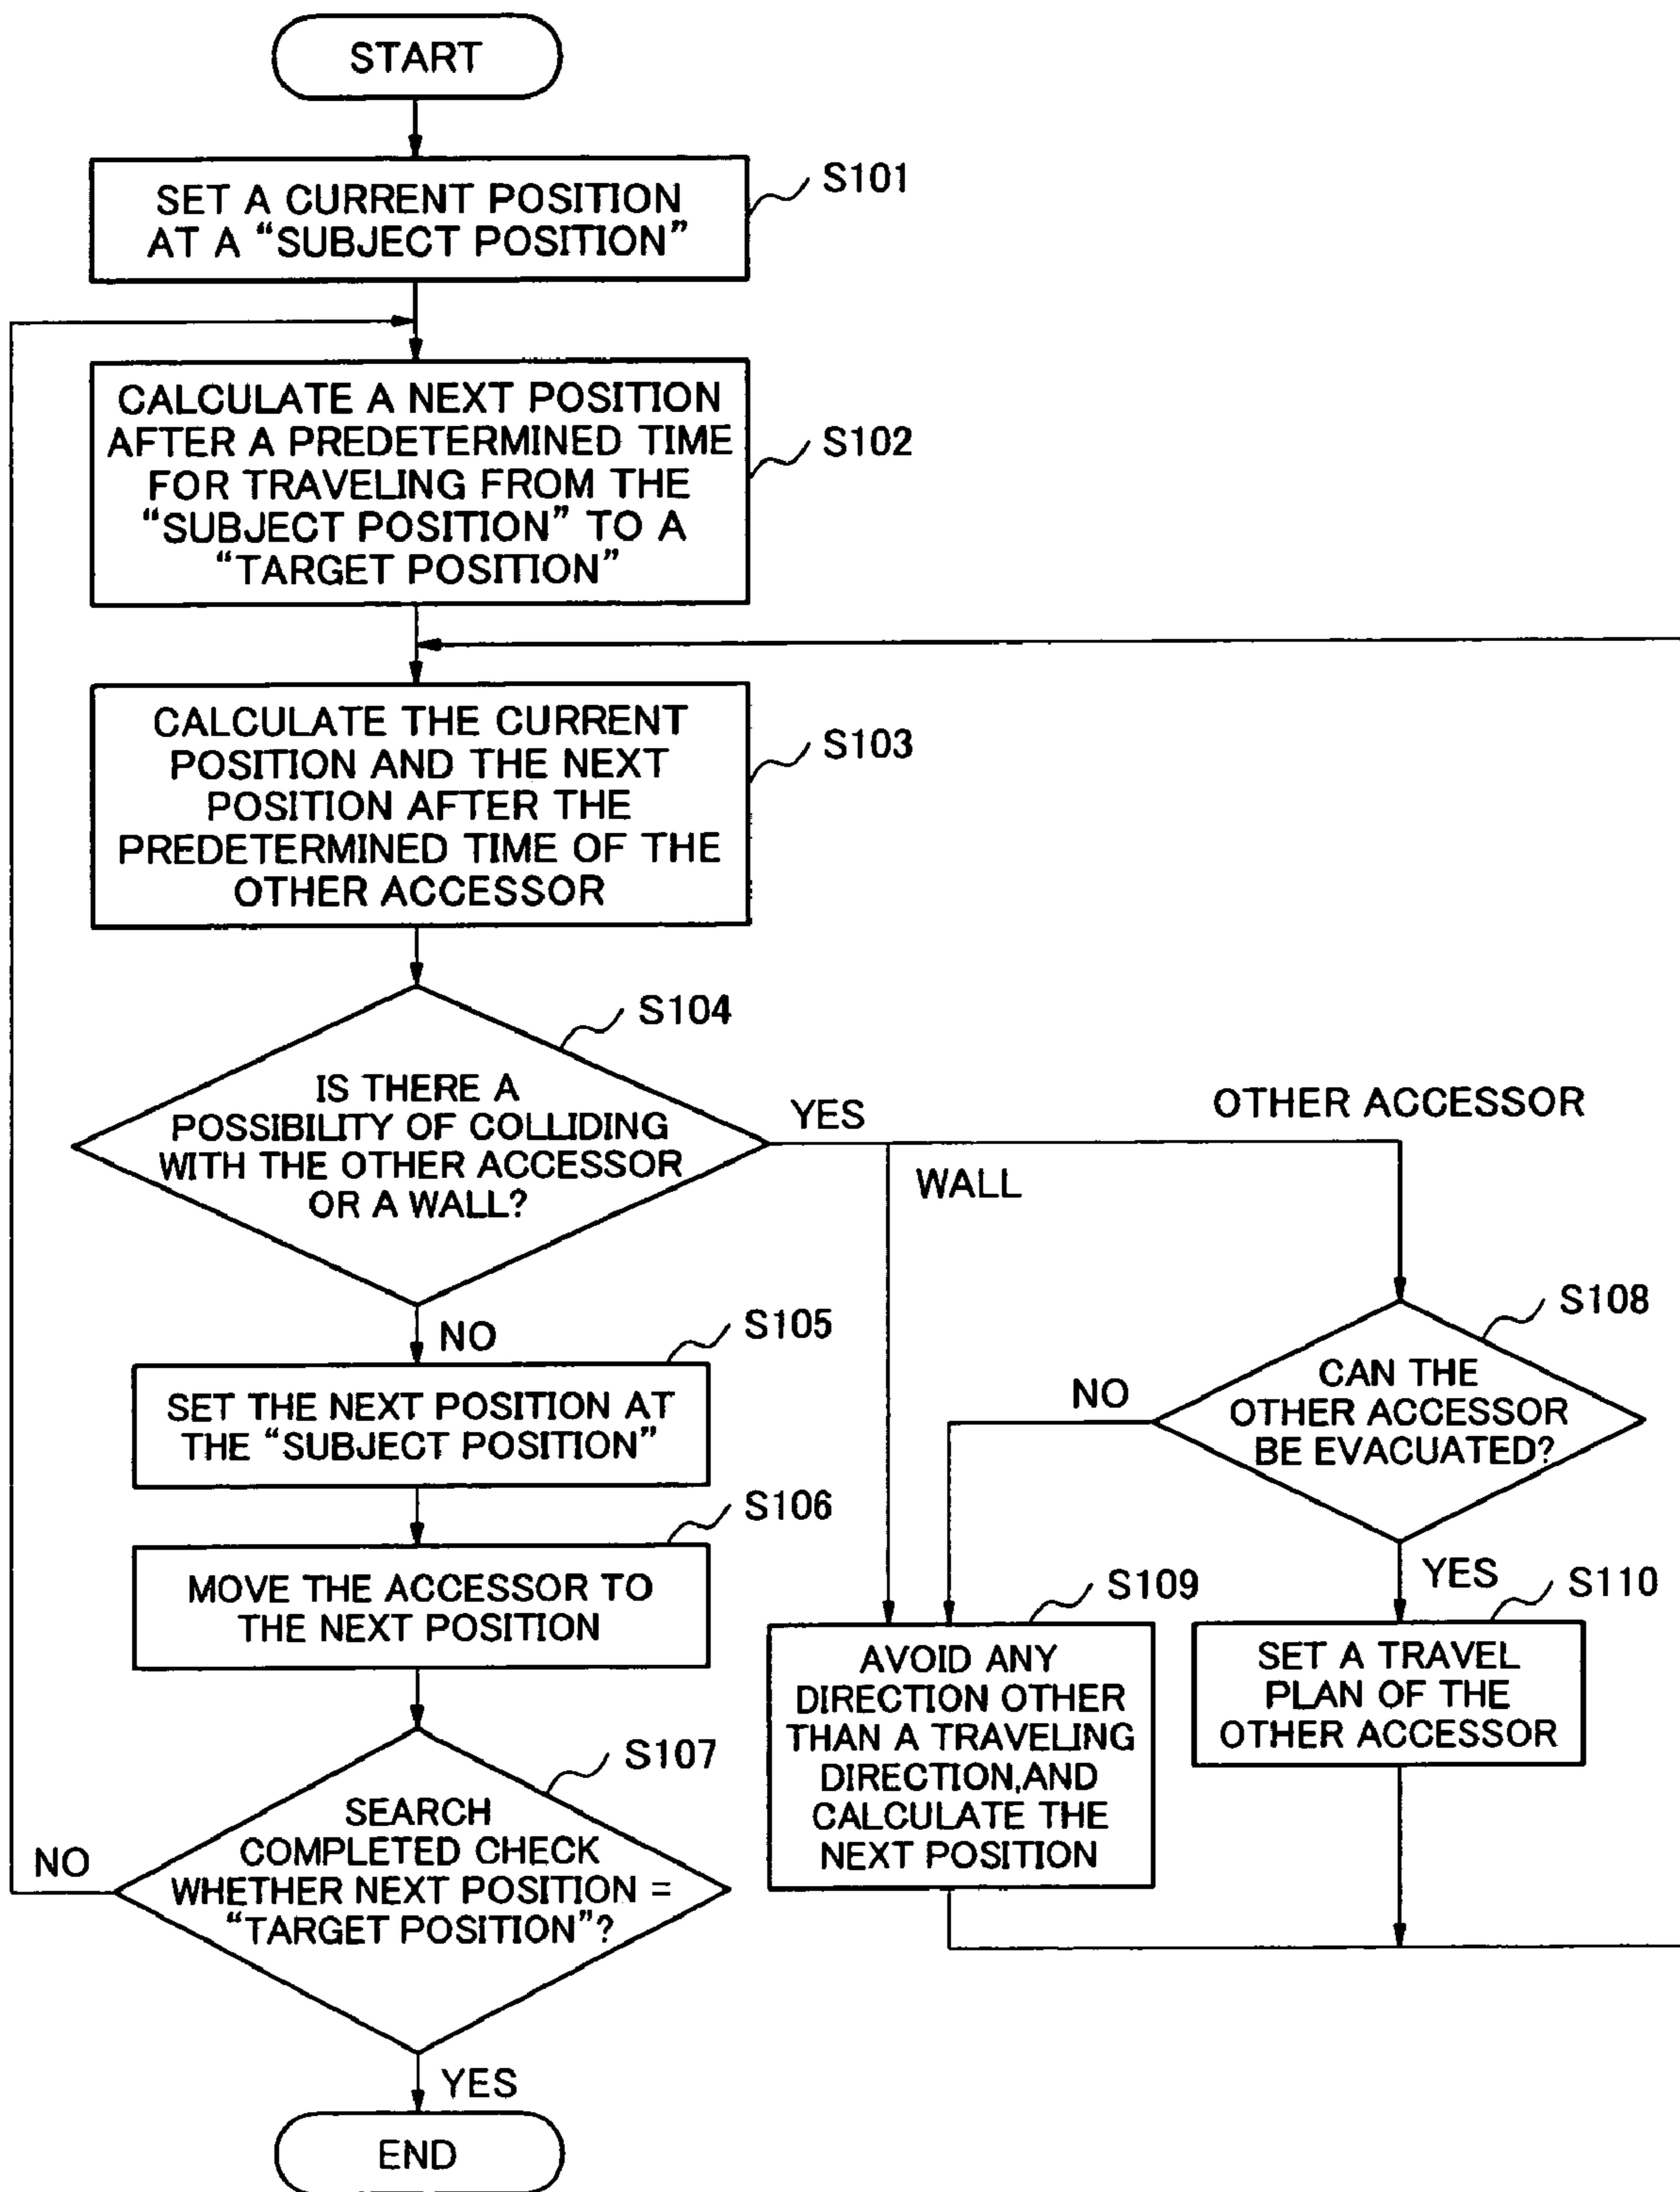 START
SET A CURRENT POSITION
AT A “SUBJECT POSITION”
S101
CALCULATE A NEXT POSITION
AFTER A PREDETERMINED TIME
FOR TRAVELING FROM THE
“SUBJECT POSITION” TO A
“TARGET POSITION”
S102
CALCULATE THE CURRENT
POSITION AND THE NEXT
POSITION AFTER THE
PREDETERMINED TIME OF THE
OTHER ACCESSOR
S103
S104
IS THERE A
POSSIBILITY OF COLLIDING
WITH THE OTHER ACCESSOR
OR A WALL?
YES
OTHER ACCESSOR
WALL
NO
S105
SET THE NEXT POSITION AT
THE “SUBJECT POSITION”
S106
MOVE THE ACCESSOR TO
THE NEXT POSITION
S107
SEARCH
COMPLETED CHECK
WHETHER NEXT POSITION =
“TARGET POSITION”?
NO
YES
END
S108
CAN THE
OTHER ACCESSOR
BE EVACUATED?
NO
YES
S109
AVOID ANY
DIRECTION OTHER
THAN A TRAVELING
DIRECTION,AND
CALCULATE THE
NEXT POSITION
S110
SET A TRAVEL
PLAN OF THE
OTHER ACCESSOR